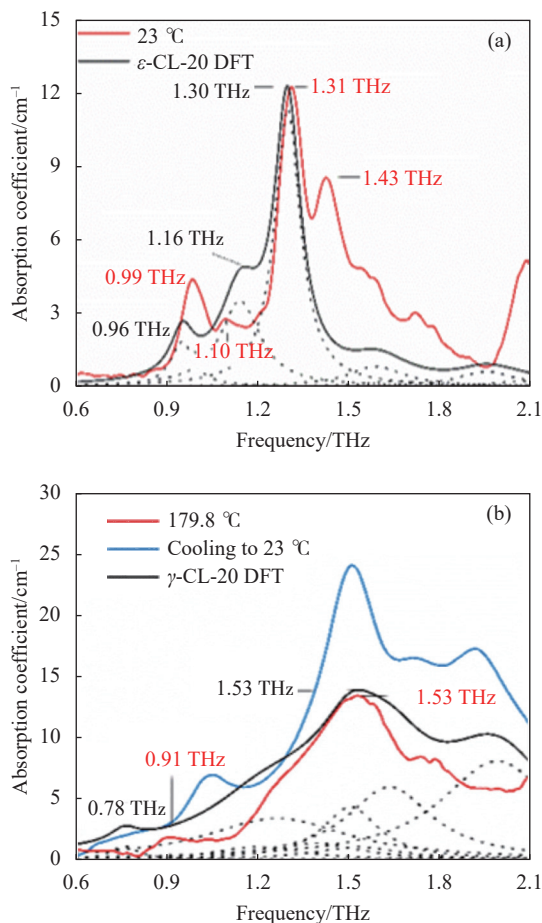 15
12
9
6
3
0
Absorption coefficient/cm⁻¹
(a)
23 ℃
ε-CL-20 DFT
1.30 THz
1.31 THz
1.43 THz
1.16 THz
0.99 THz
0.96 THz
1.10 THz
0.6 0.9 1.2 1.5 1.8 2.1
Frequency/THz
30
25
20
15
10
5
0
Absorption coefficient/cm⁻¹
(b)
179.8 ℃
Cooling to 23 ℃
γ-CL-20 DFT
1.53 THz
1.53 THz
0.91 THz
0.78 THz
0.6 0.9 1.2 1.5 1.8 2.1
Frequency/THz